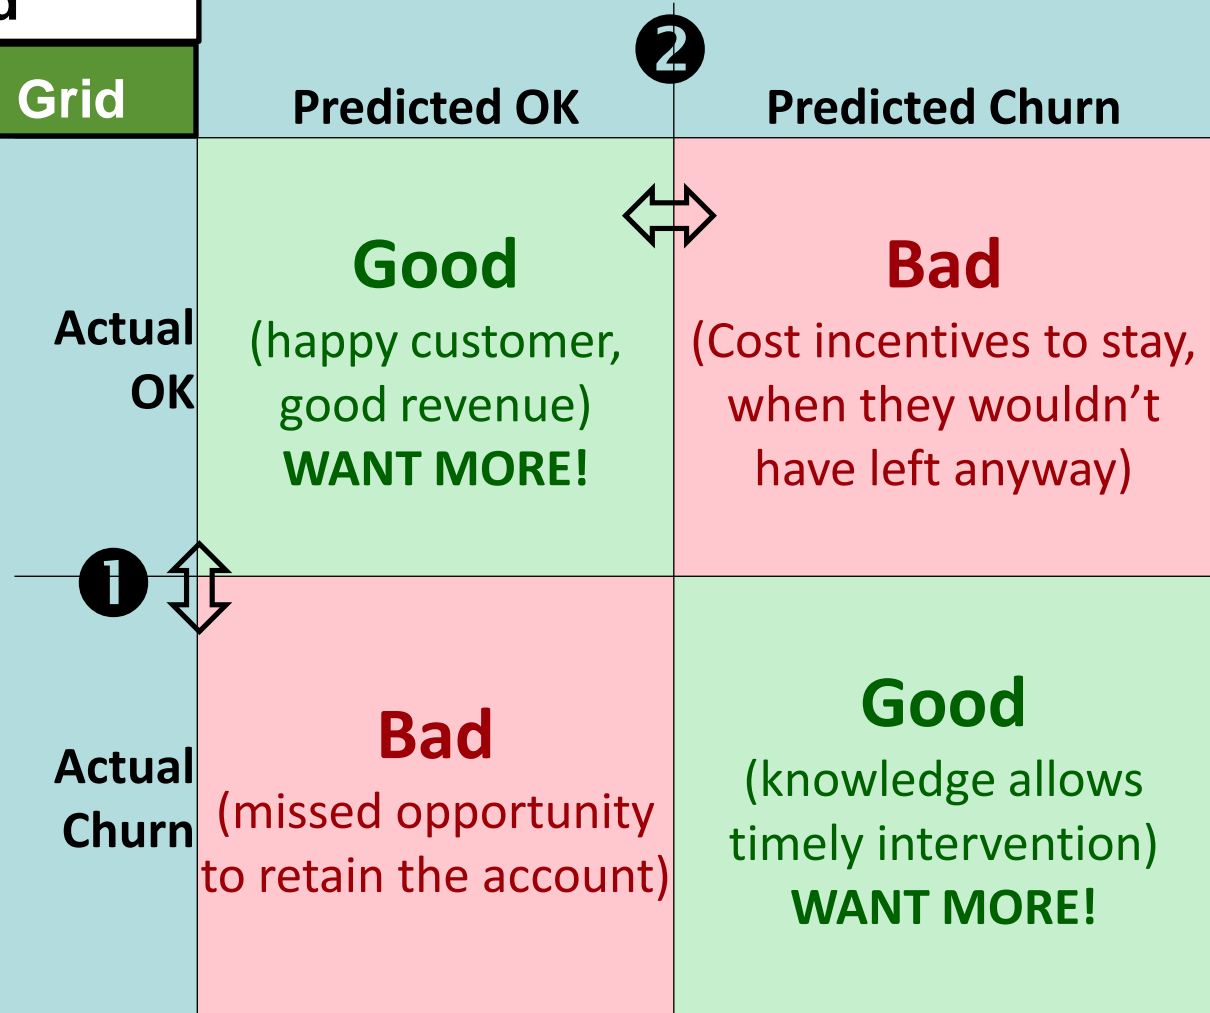 Grid
❷
Predicted OK
Predicted Churn
Actual
OK
Good
(happy customer,
good revenue)
WANT MORE!
Bad
(Cost incentives to stay,
when they wouldn’t
have left anyway)
❶
Actual
Churn
Bad
(missed opportunity
to retain the account)
Good
(knowledge allows
timely intervention)
WANT MORE!